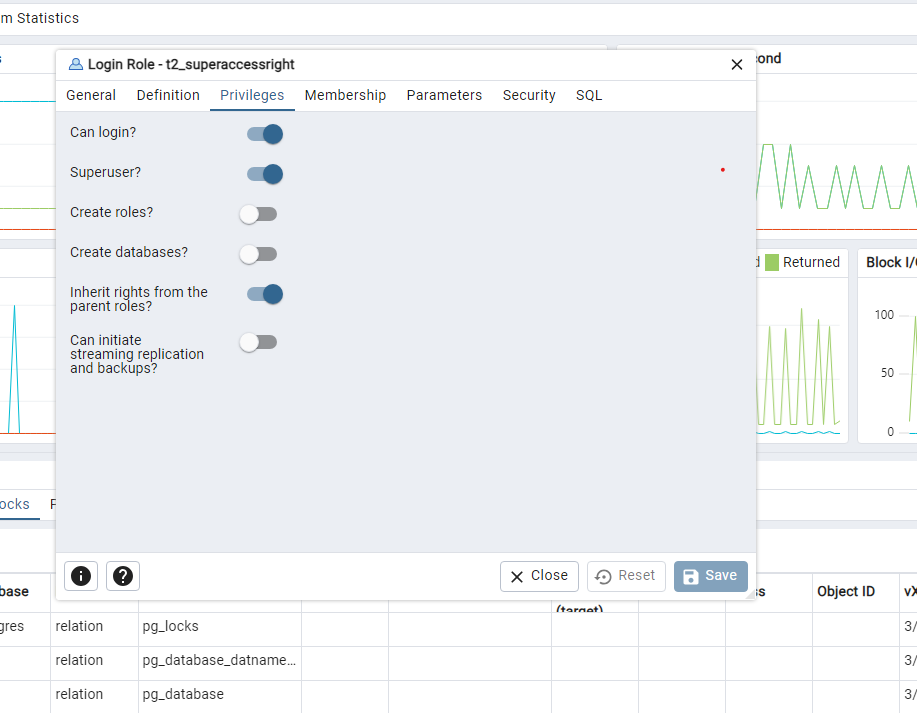 m Statistics
ond
Login Role - t2_superaccessright
General Definition Privileges Membership Parameters Security SQL
Can login?
Superuser?
Create roles?
Create databases?
Inherit rights from the
parent roles?
Can initiate
streaming replication
and backups?
Returned
Block I/
100
50
0
ocks
Close Reset Save
base
(target)
ss
Object ID
vX
gres relation pg_locks 3/
relation pg_database_datname... 3/
relation pg_database 3/